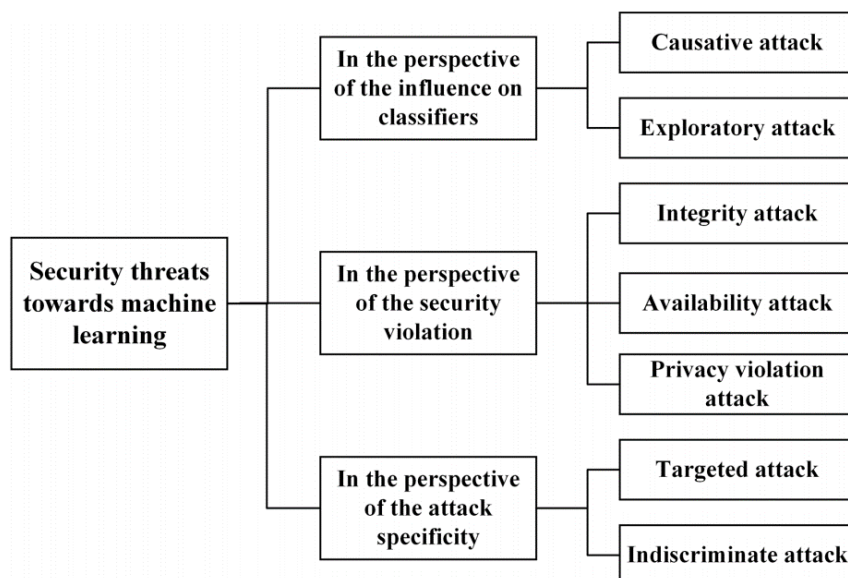 Security threats
towards machine
learning
In the perspective
of the influence on
classifiers
Causative attack
Exploratory attack
In the perspective
of the security
violation
Integrity attack
Availability attack
Privacy violation
attack
In the perspective
of the attack
specificity
Targeted attack
Indiscriminate attack